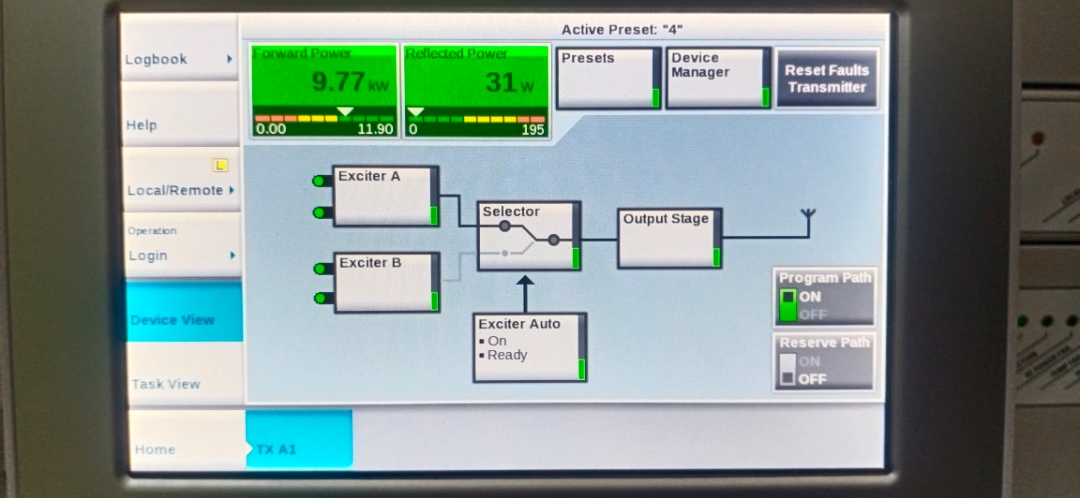 Active Preset: "4"
Logbook
Help
L
Local/Remote
Operation
Login
Device View
Task View
Home
TX A1
Forward Power
9.77 kW
0.00 11.90
Reflected Power
31 W
0 195
Presets
Device
Manager
Reset Faults
Transmitter
Exciter A
Exciter B
Selector
Output Stage
Exciter Auto
On
Ready
Program Path
ON
OFF
Reserve Path
ON
OFF